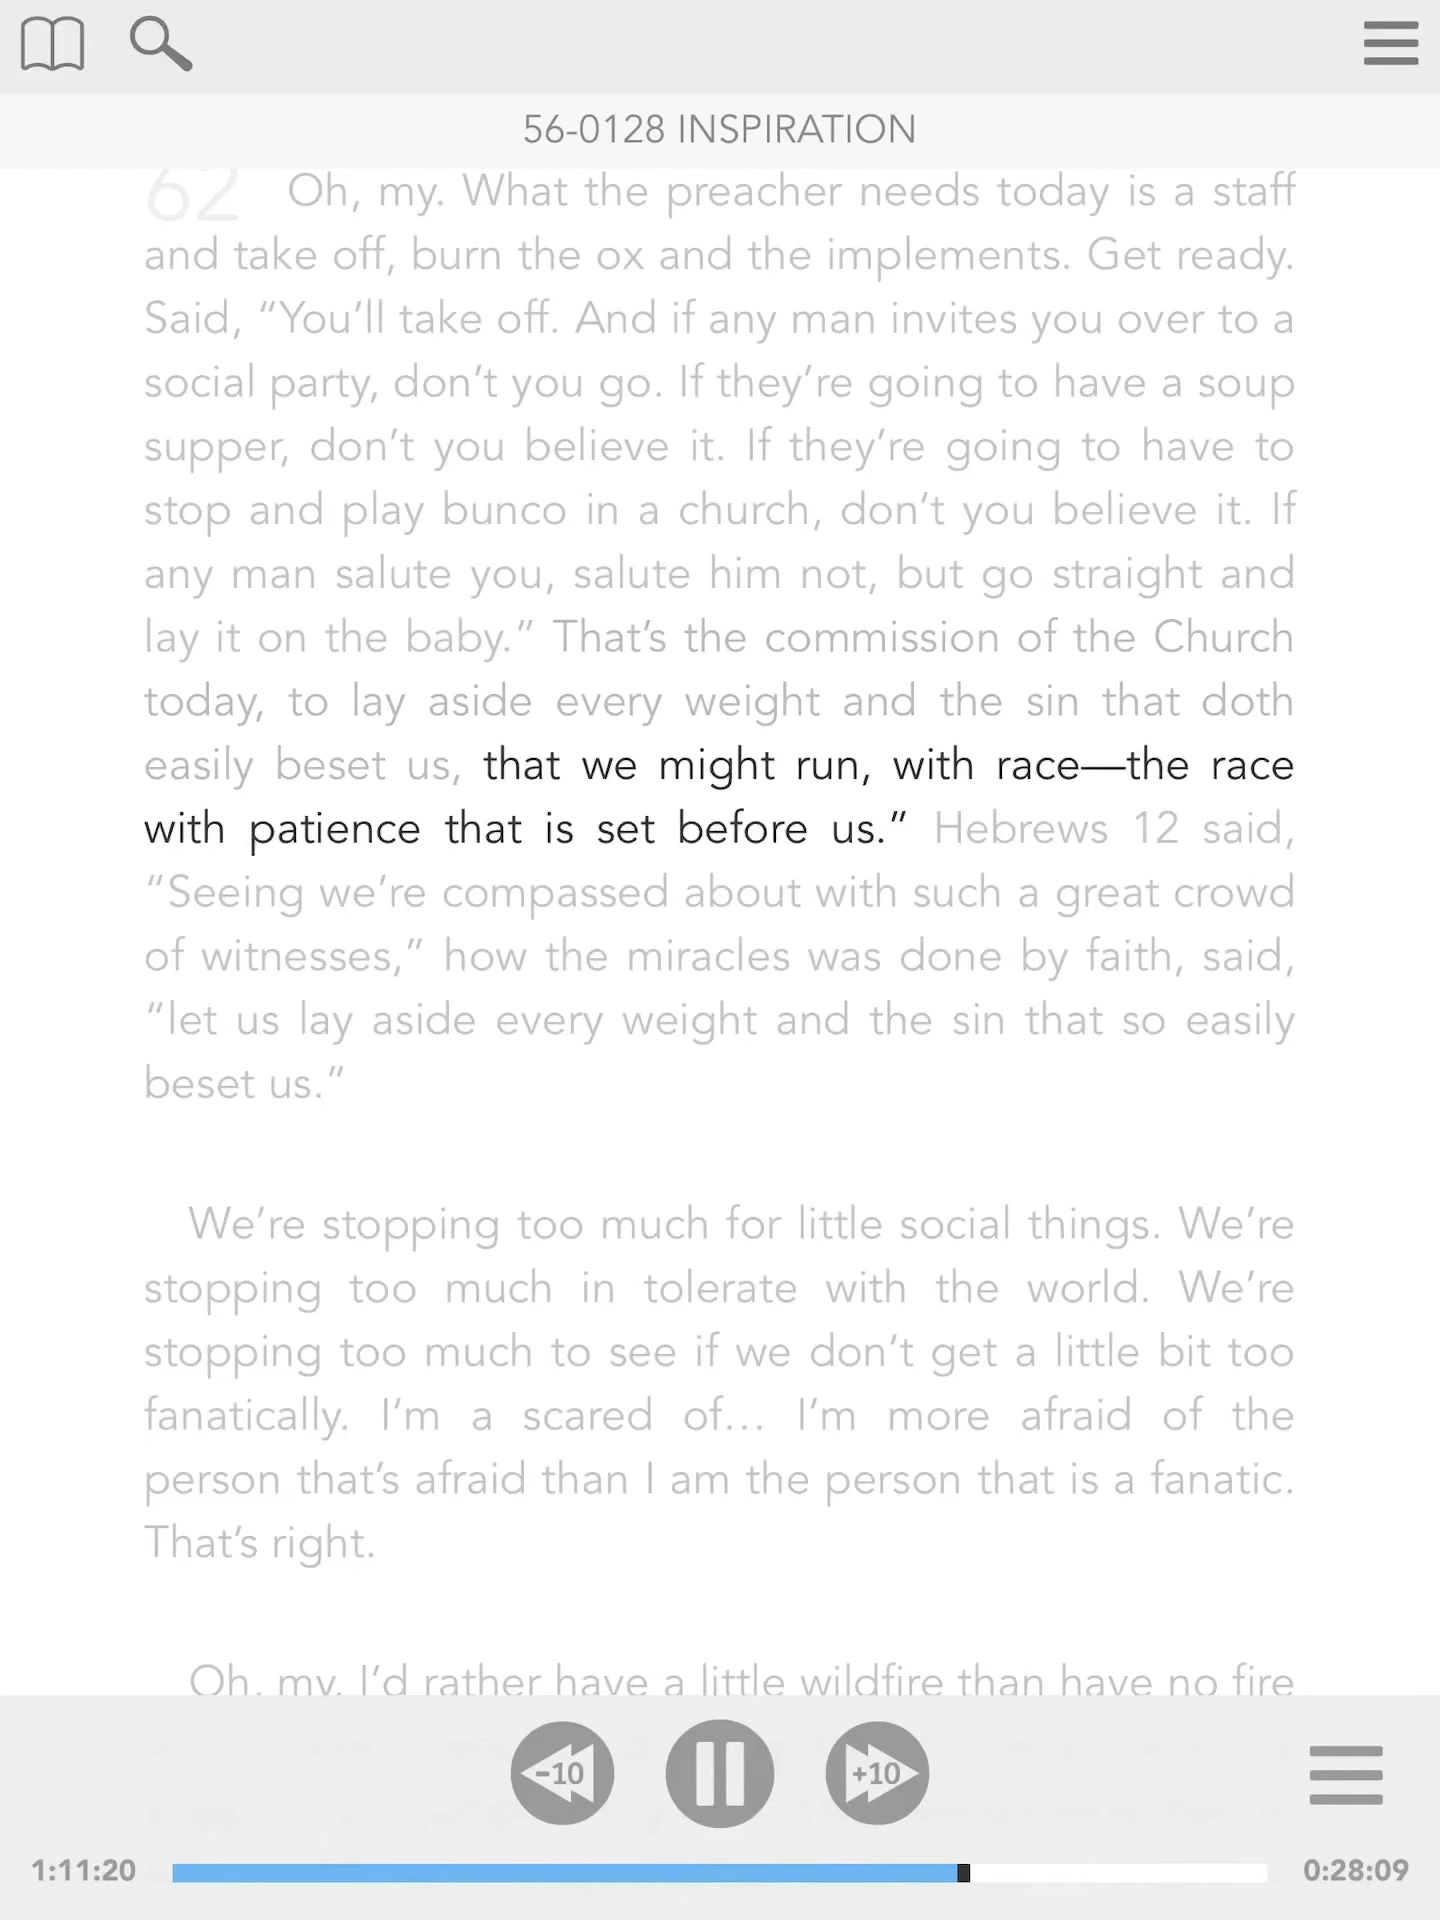 56-0128 INSPIRATION
62 Oh, my. What the preacher needs today is a staff
and take off, burn the ox and the implements. Get ready.
Said, “You’ll take off. And if any man invites you over to a
social party, don’t you go. If they’re going to have a soup
supper, don’t you believe it. If they’re going to have to
stop and play bunco in a church, don’t you believe it. If
any man salute you, salute him not, but go straight and
lay it on the baby.” That’s the commission of the Church
today, to lay aside every weight and the sin that doth
easily beset us, that we might run, with race—the race
with patience that is set before us.” Hebrews 12 said,
“Seeing we’re compassed about with such a great crowd
of witnesses,” how the miracles was done by faith, said,
“let us lay aside every weight and the sin that so easily
beset us.”
We’re stopping too much for little social things. We’re
stopping too much in tolerate with the world. We’re
stopping too much to see if we don’t get a little bit too
fanatically. I’m a scared of… I’m more afraid of the
person that’s afraid than I am the person that is a fanatic.
That’s right.
Oh, my. I’d rather have a little wildfire than have no fire
-10 +10
1:11:20 0:28:09